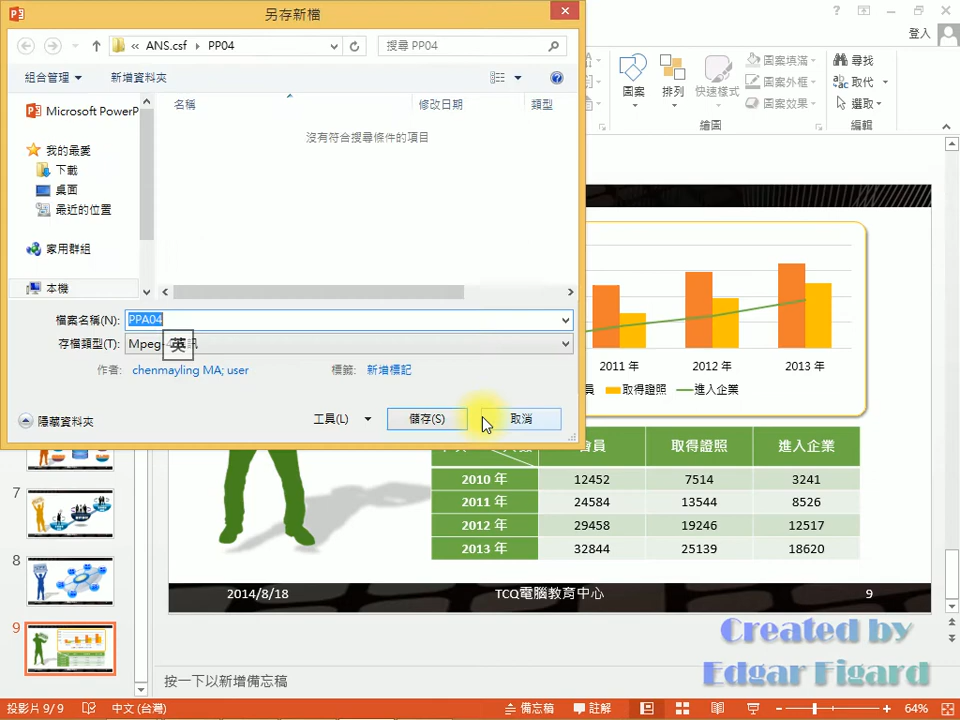 另存新檔
登入
« ANS.csf ▸ PP04
搜尋 PP04
組合管理
新增資料夾
圖案
排列
快速樣式
圖案填滿
圖案外框
圖案效果
尋找
取代
選取
繪圖
編輯
Microsoft PowerP
我的最愛
下載
桌面
最近的位置
家用群組
本機
名稱
修改日期
類型
沒有符合搜尋條件的項目
檔案名稱(N):
PPA04
存檔類型(T):
Mpeg-
英
作者:
chenmayling MA; user
標籤:
新增標記
隱藏資料夾
工具(L)
儲存(S)
取消
2011 年
2012 年
2013 年
員
取得證照
進入企業
會員
取得證照
進入企業
2010 年 12452 7514 3241
2011 年 24584 13544 8526
2012 年 29458 19246 12517
2013 年 32844 25139 18620
7
8
9
2014/8/18
TCQ電腦教育中心
9
Created by
Edgar Figard
按一下以新增備忘稿
投影片 9/ 9
中文 (台灣)
備忘稿
註解
64%